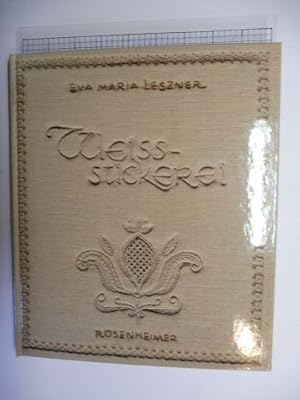 EVA MARIA LESZNER
Weiss-
stickerei
ROSENHEIMER